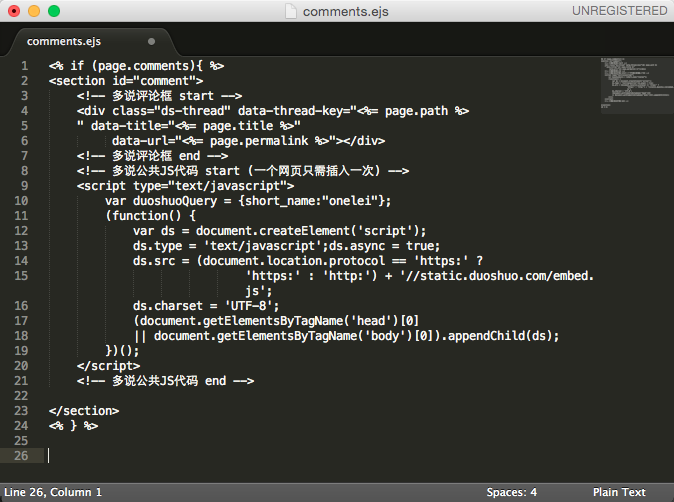 comments.ejs
UNREGISTERED
comments.ejs
1 <% if (page.comments){ %>
2 <section id="comment">
3     <!-- 多说评论框 start -->
4     <div class="ds-thread" data-thread-key="<%= page.path %>
5     " data-title="<%= page.title %>"
6          data-url="<%= page.permalink %>"></div>
7     <!-- 多说评论框 end -->
8     <!-- 多说公共JS代码 start (一个网页只需插入一次) -->
9     <script type="text/javascript">
10         var duoshuoQuery = {short_name:"onelei"};
11         (function() {
12             var ds = document.createElement('script');
13             ds.type = 'text/javascript';ds.async = true;
14             ds.src = (document.location.protocol == 'https:' ?
15                             'https:' : 'http:') + '//static.duoshuo.com/embed.
                            js';
16             ds.charset = 'UTF-8';
17             (document.getElementsByTagName('head')[0]
18             || document.getElementsByTagName('body')[0]).appendChild(ds);
19         })();
20     </script>
21     <!-- 多说公共JS代码 end -->
22
23 </section>
24 <% } %>
25
26
Line 26, Column 1
Spaces: 4
Plain Text